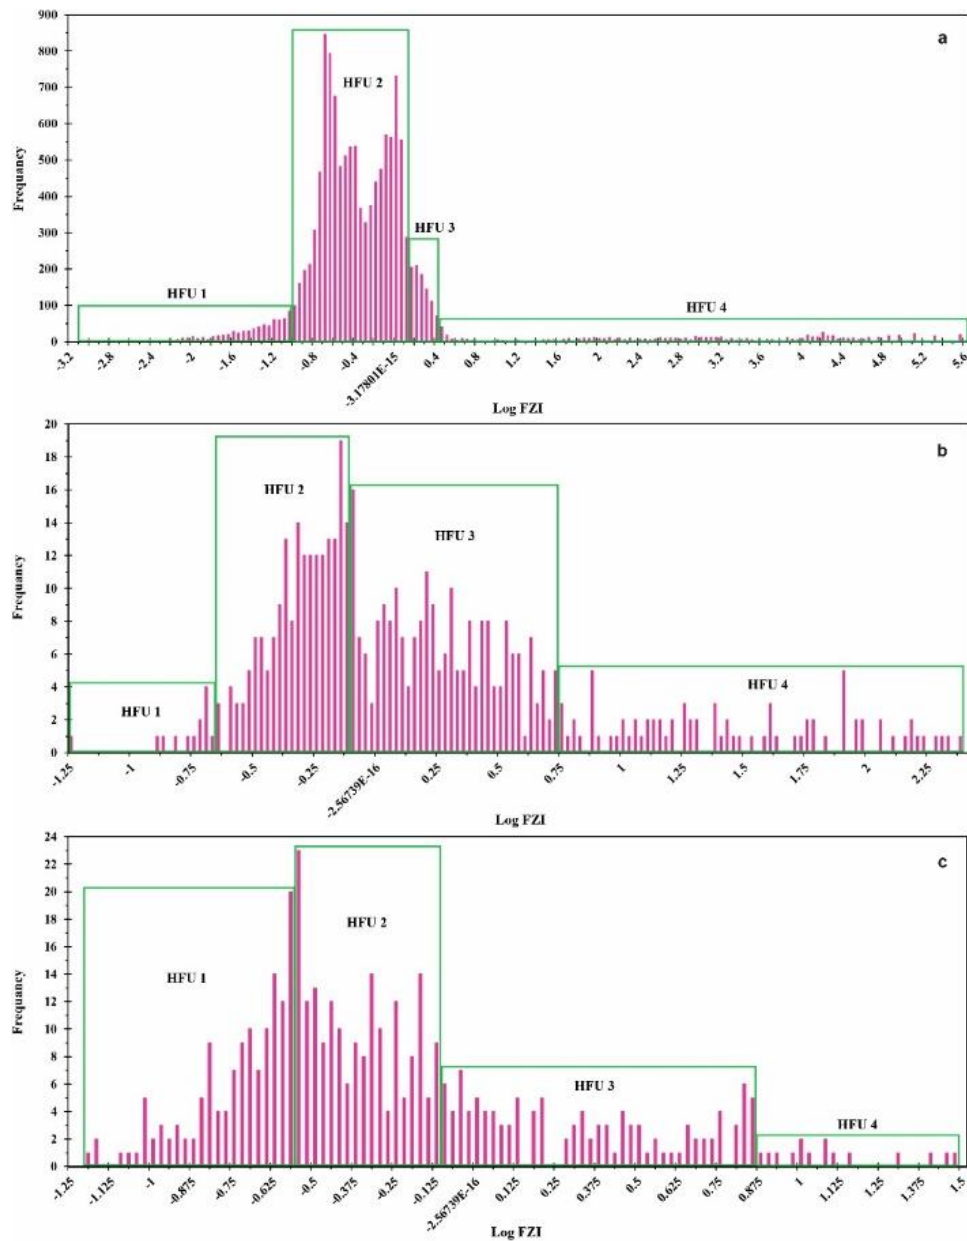 a
900
800
700
600
500
400
300
200
100
0
Frequancy
HFU 1
HFU 2
HFU 3
HFU 4
-3.2 -2.8 -2.4 -2 -1.6 -1.2 -0.8 -0.4 -3.17801E-15 0.4 0.8 1.2 1.6 2 2.4 2.8 3.2 3.6 4 4.4 4.8 5.2 5.6
Log FZI
b
20
18
16
14
12
10
8
6
4
2
0
Frequancy
HFU 1
HFU 2
HFU 3
HFU 4
-1.25 -1 -0.75 -0.5 -0.25 -2.56739E-16 0.25 0.5 0.75 1 1.25 1.5 1.75 2 2.25
Log FZI
c
24
22
20
18
16
14
12
10
8
6
4
2
0
Frequancy
HFU 1
HFU 2
HFU 3
HFU 4
-1.25 -1.125 -1 -0.875 -0.75 -0.625 -0.5 -0.375 -0.25 -0.125 -2.56739E-16 0.125 0.25 0.375 0.5 0.625 0.75 0.875 1 1.125 1.25 1.375 1.5
Log FZI